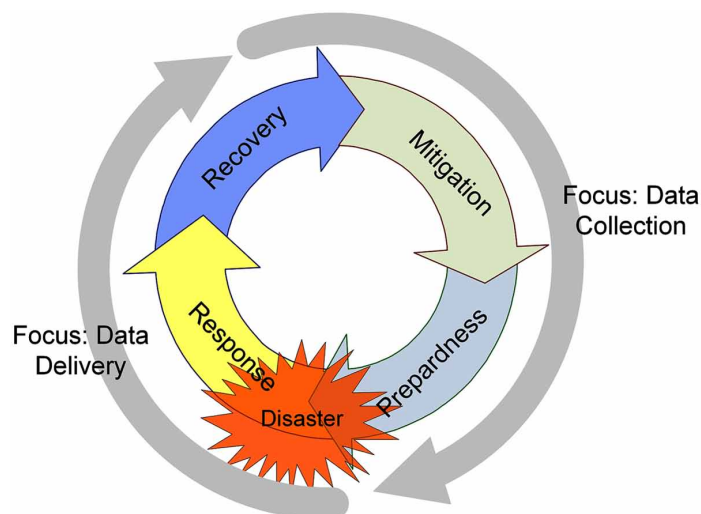 Recovery
Mitigation
Focus: Data
Collection
Focus: Data
Delivery
Response
Disaster
Prepardness